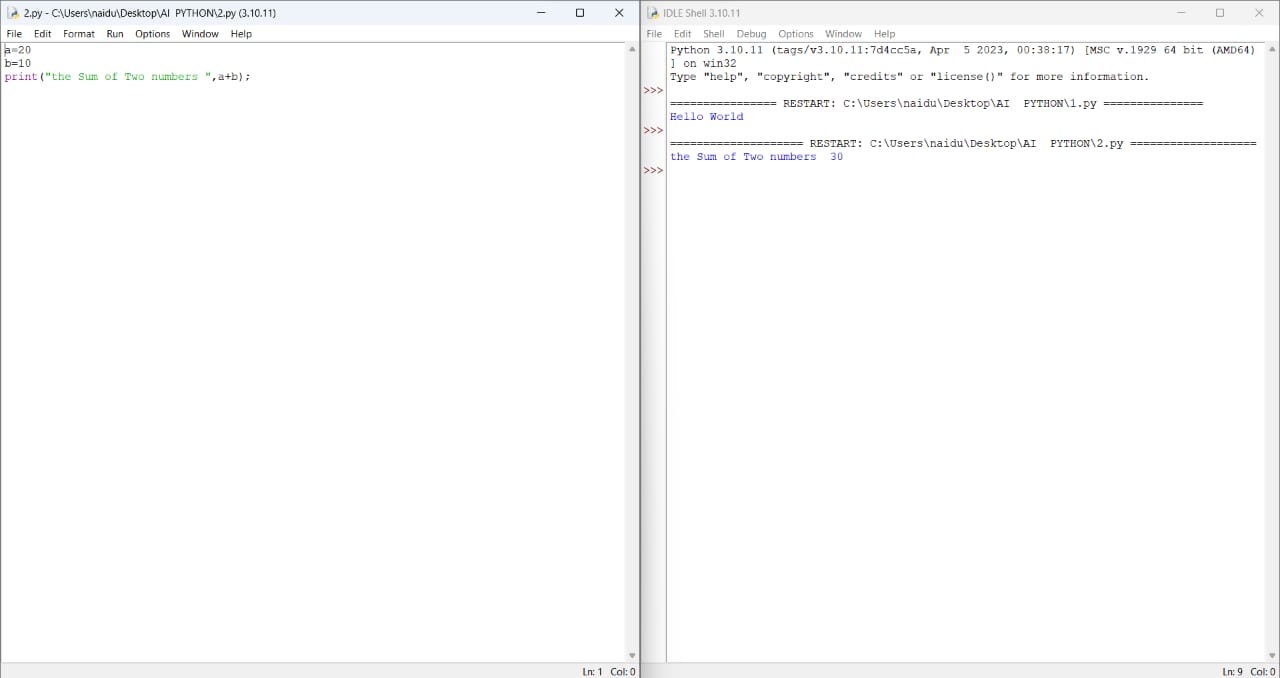 2.py - C:\Users\naidu\Desktop\AI  PYTHON\2.py (3.10.11)
File Edit Format Run Options Window Help
a=20
b=10
print("the Sum of Two numbers ",a+b);
Ln: 1 Col: 0
IDLE Shell 3.10.11
File Edit Shell Debug Options Window Help
Python 3.10.11 (tags/v3.10.11:7d4cc5a, Apr  5 2023, 00:38:17) [MSC v.1929 64 bit (AMD64)
] on win32
Type "help", "copyright", "credits" or "license()" for more information.
>>>
================ RESTART: C:\Users\naidu\Desktop\AI  PYTHON\1.py ===============
Hello World
>>>
==================== RESTART: C:\Users\naidu\Desktop\AI  PYTHON\2.py ===================
the Sum of Two numbers  30
>>>
Ln: 9 Col: 0